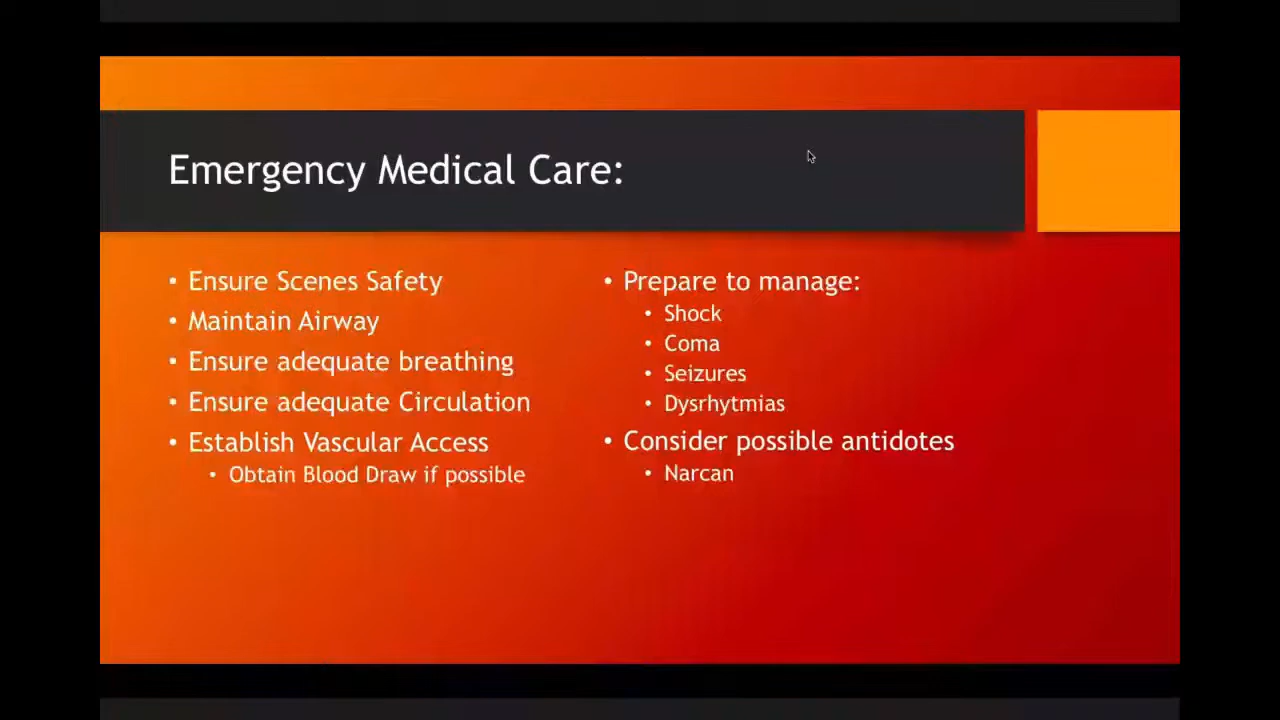 Emergency Medical Care:
• Ensure Scenes Safety
• Maintain Airway
• Ensure adequate breathing
• Ensure adequate Circulation
• Establish Vascular Access
• Obtain Blood Draw if possible
• Prepare to manage:
• Shock
• Coma
• Seizures
• Dysrhytmias
• Consider possible antidotes
• Narcan